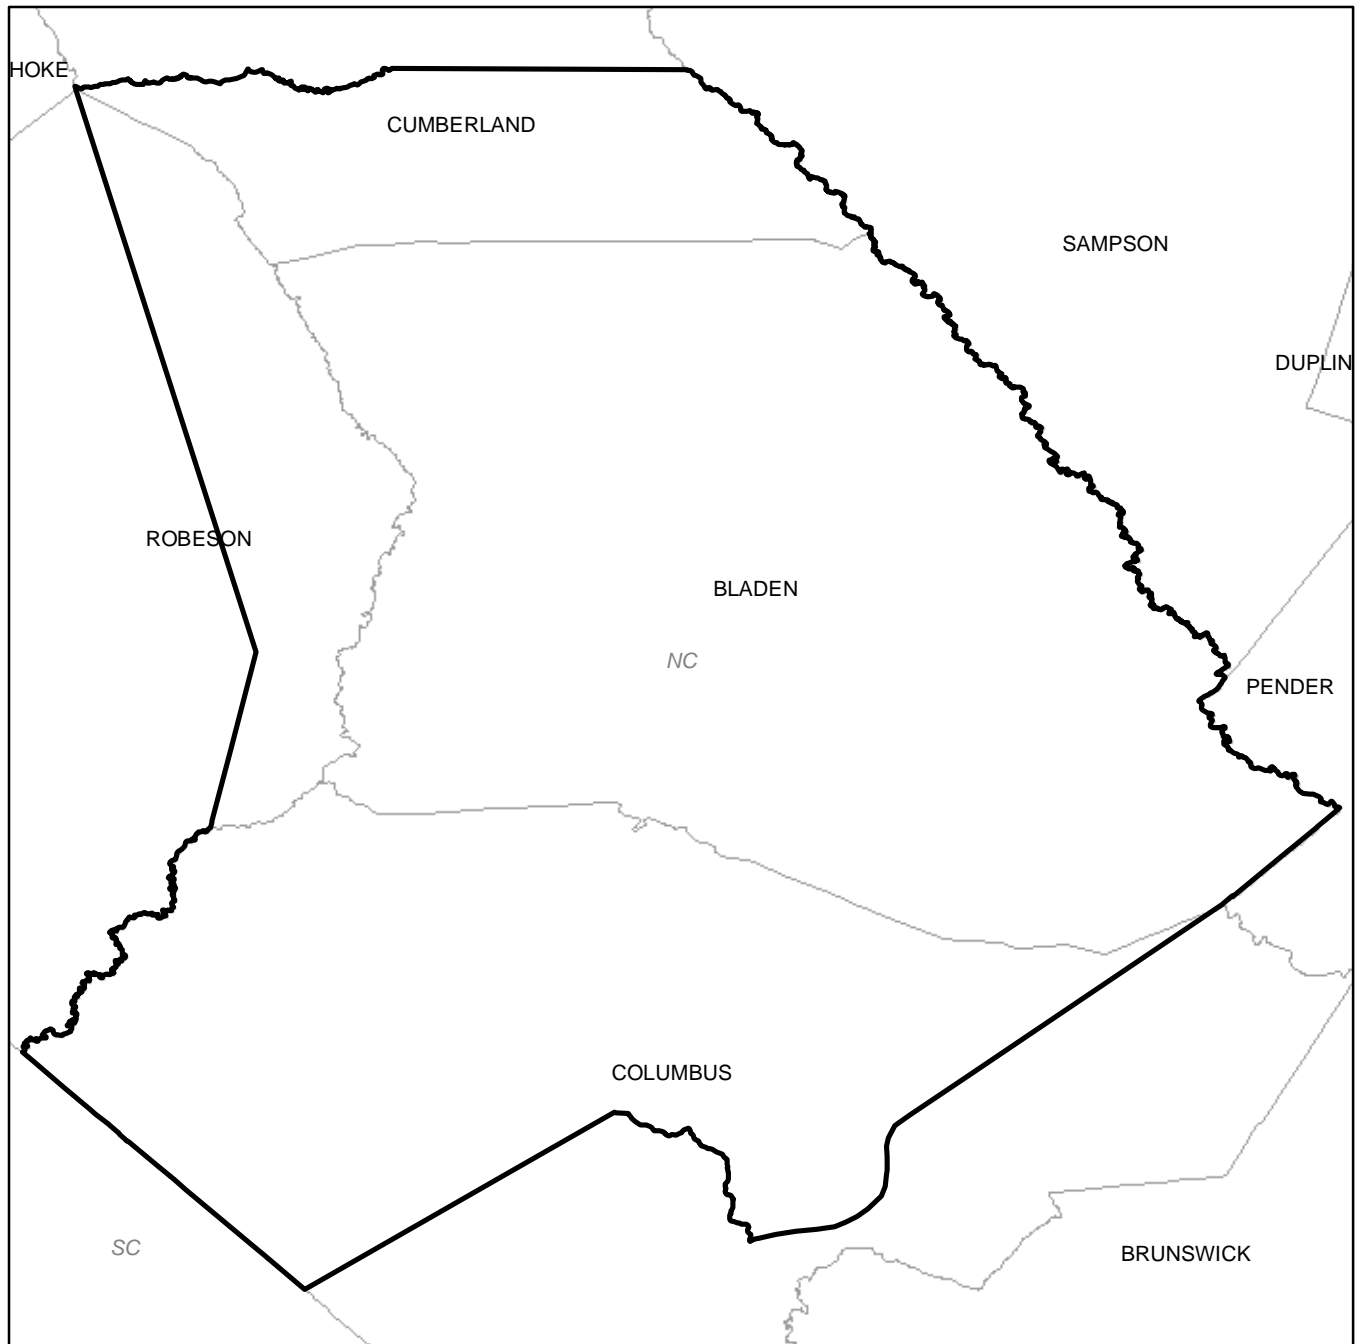 HOKE
CUMBERLAND
SAMPSON
DUPLIN
ROBESON
BLADEN
NC
PENDER
COLUMBUS
SC
BRUNSWICK